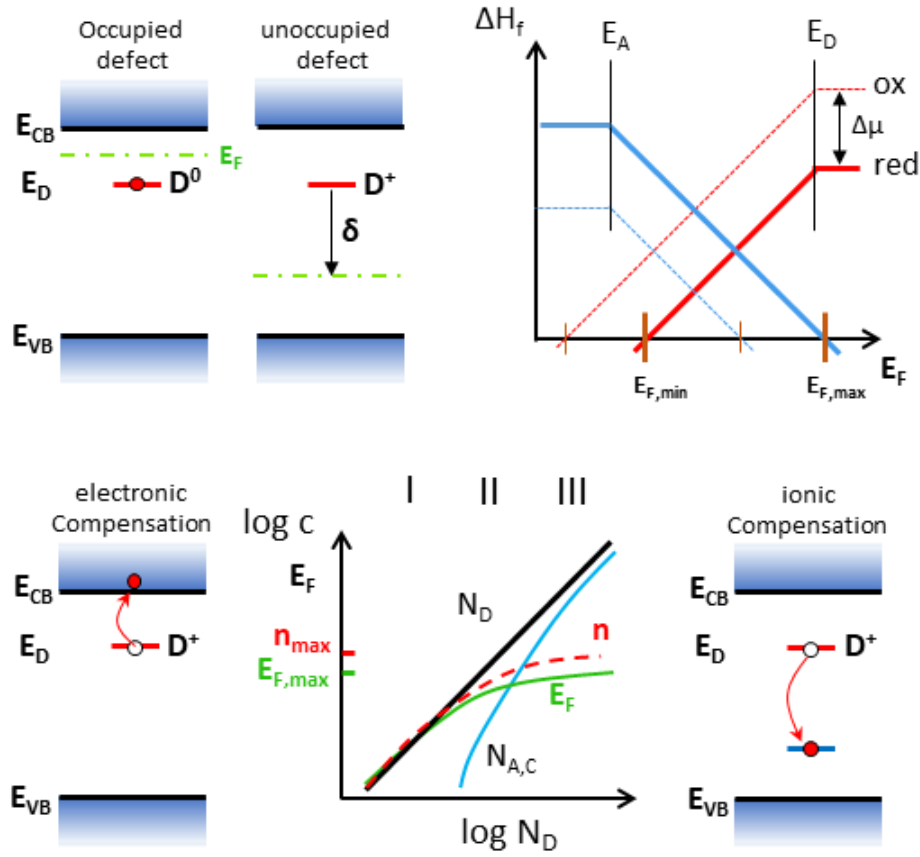 Occupied
defect
unoccupied
defect
E_CB
E_F
E_D
D⁰
D⁺
δ
E_VB
ΔH_f
E_A
E_D
ox
Δμ
red
E_F,min
E_F,max
E_F
electronic
Compensation
E_CB
E_D
D⁺
E_VB
I
II
III
log c
E_F
n_max
E_F,max
N_D
n
E_F
N_A,C
log N_D
ionic
Compensation
E_CB
E_D
D⁺
E_VB